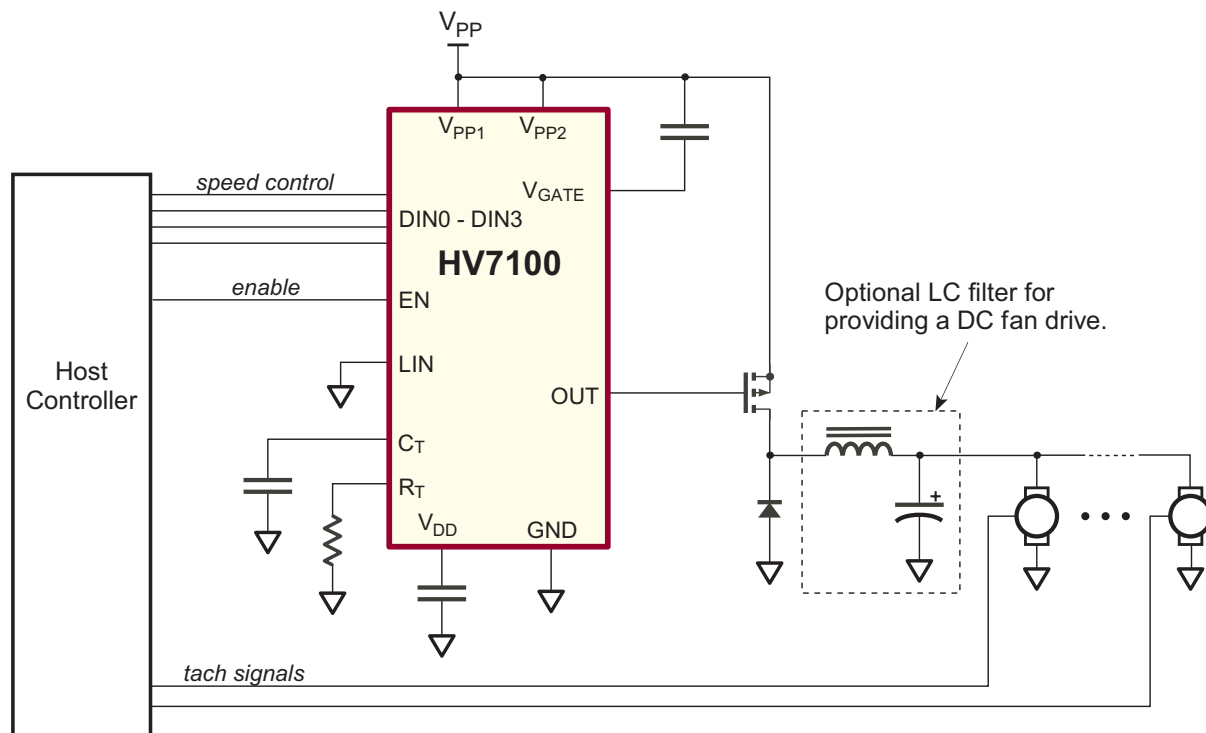 VPP
VPP1
VPP2
speed control
VGATE
DIN0 - DIN3
HV7100
enable
EN
Optional LC filter for
providing a DC fan drive.
LIN
Host
Controller
OUT
CT
RT
+
VDD
GND
tach signals